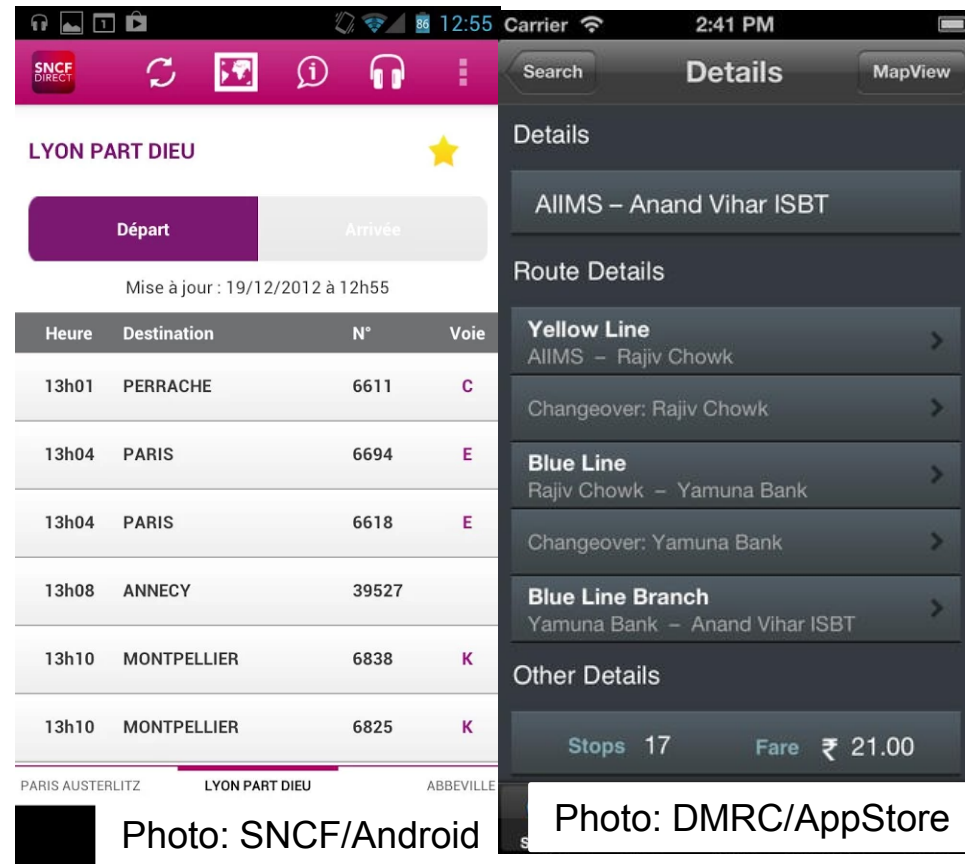 86 12:55
SNCF
DIRECT
LYON PART DIEU
Départ Arrivée
Mise à jour : 19/12/2012 à 12h55
Heure Destination N° Voie
13h01 PERRACHE 6611 C
13h04 PARIS 6694 E
13h04 PARIS 6618 E
13h08 ANNECY 39527
13h10 MONTPELLIER 6838 K
13h10 MONTPELLIER 6825 K
PARIS AUSTERLITZ LYON PART DIEU ABBEVILLE
Photo: SNCF/Android
Carrier 2:41 PM
Search Details MapView
Details
AIIMS – Anand Vihar ISBT
Route Details
Yellow Line
AIIMS – Rajiv Chowk
Changeover: Rajiv Chowk
Blue Line
Rajiv Chowk – Yamuna Bank
Changeover: Yamuna Bank
Blue Line Branch
Yamuna Bank – Anand Vihar ISBT
Other Details
Stops 17 Fare ₹ 21.00
Photo: DMRC/AppStore